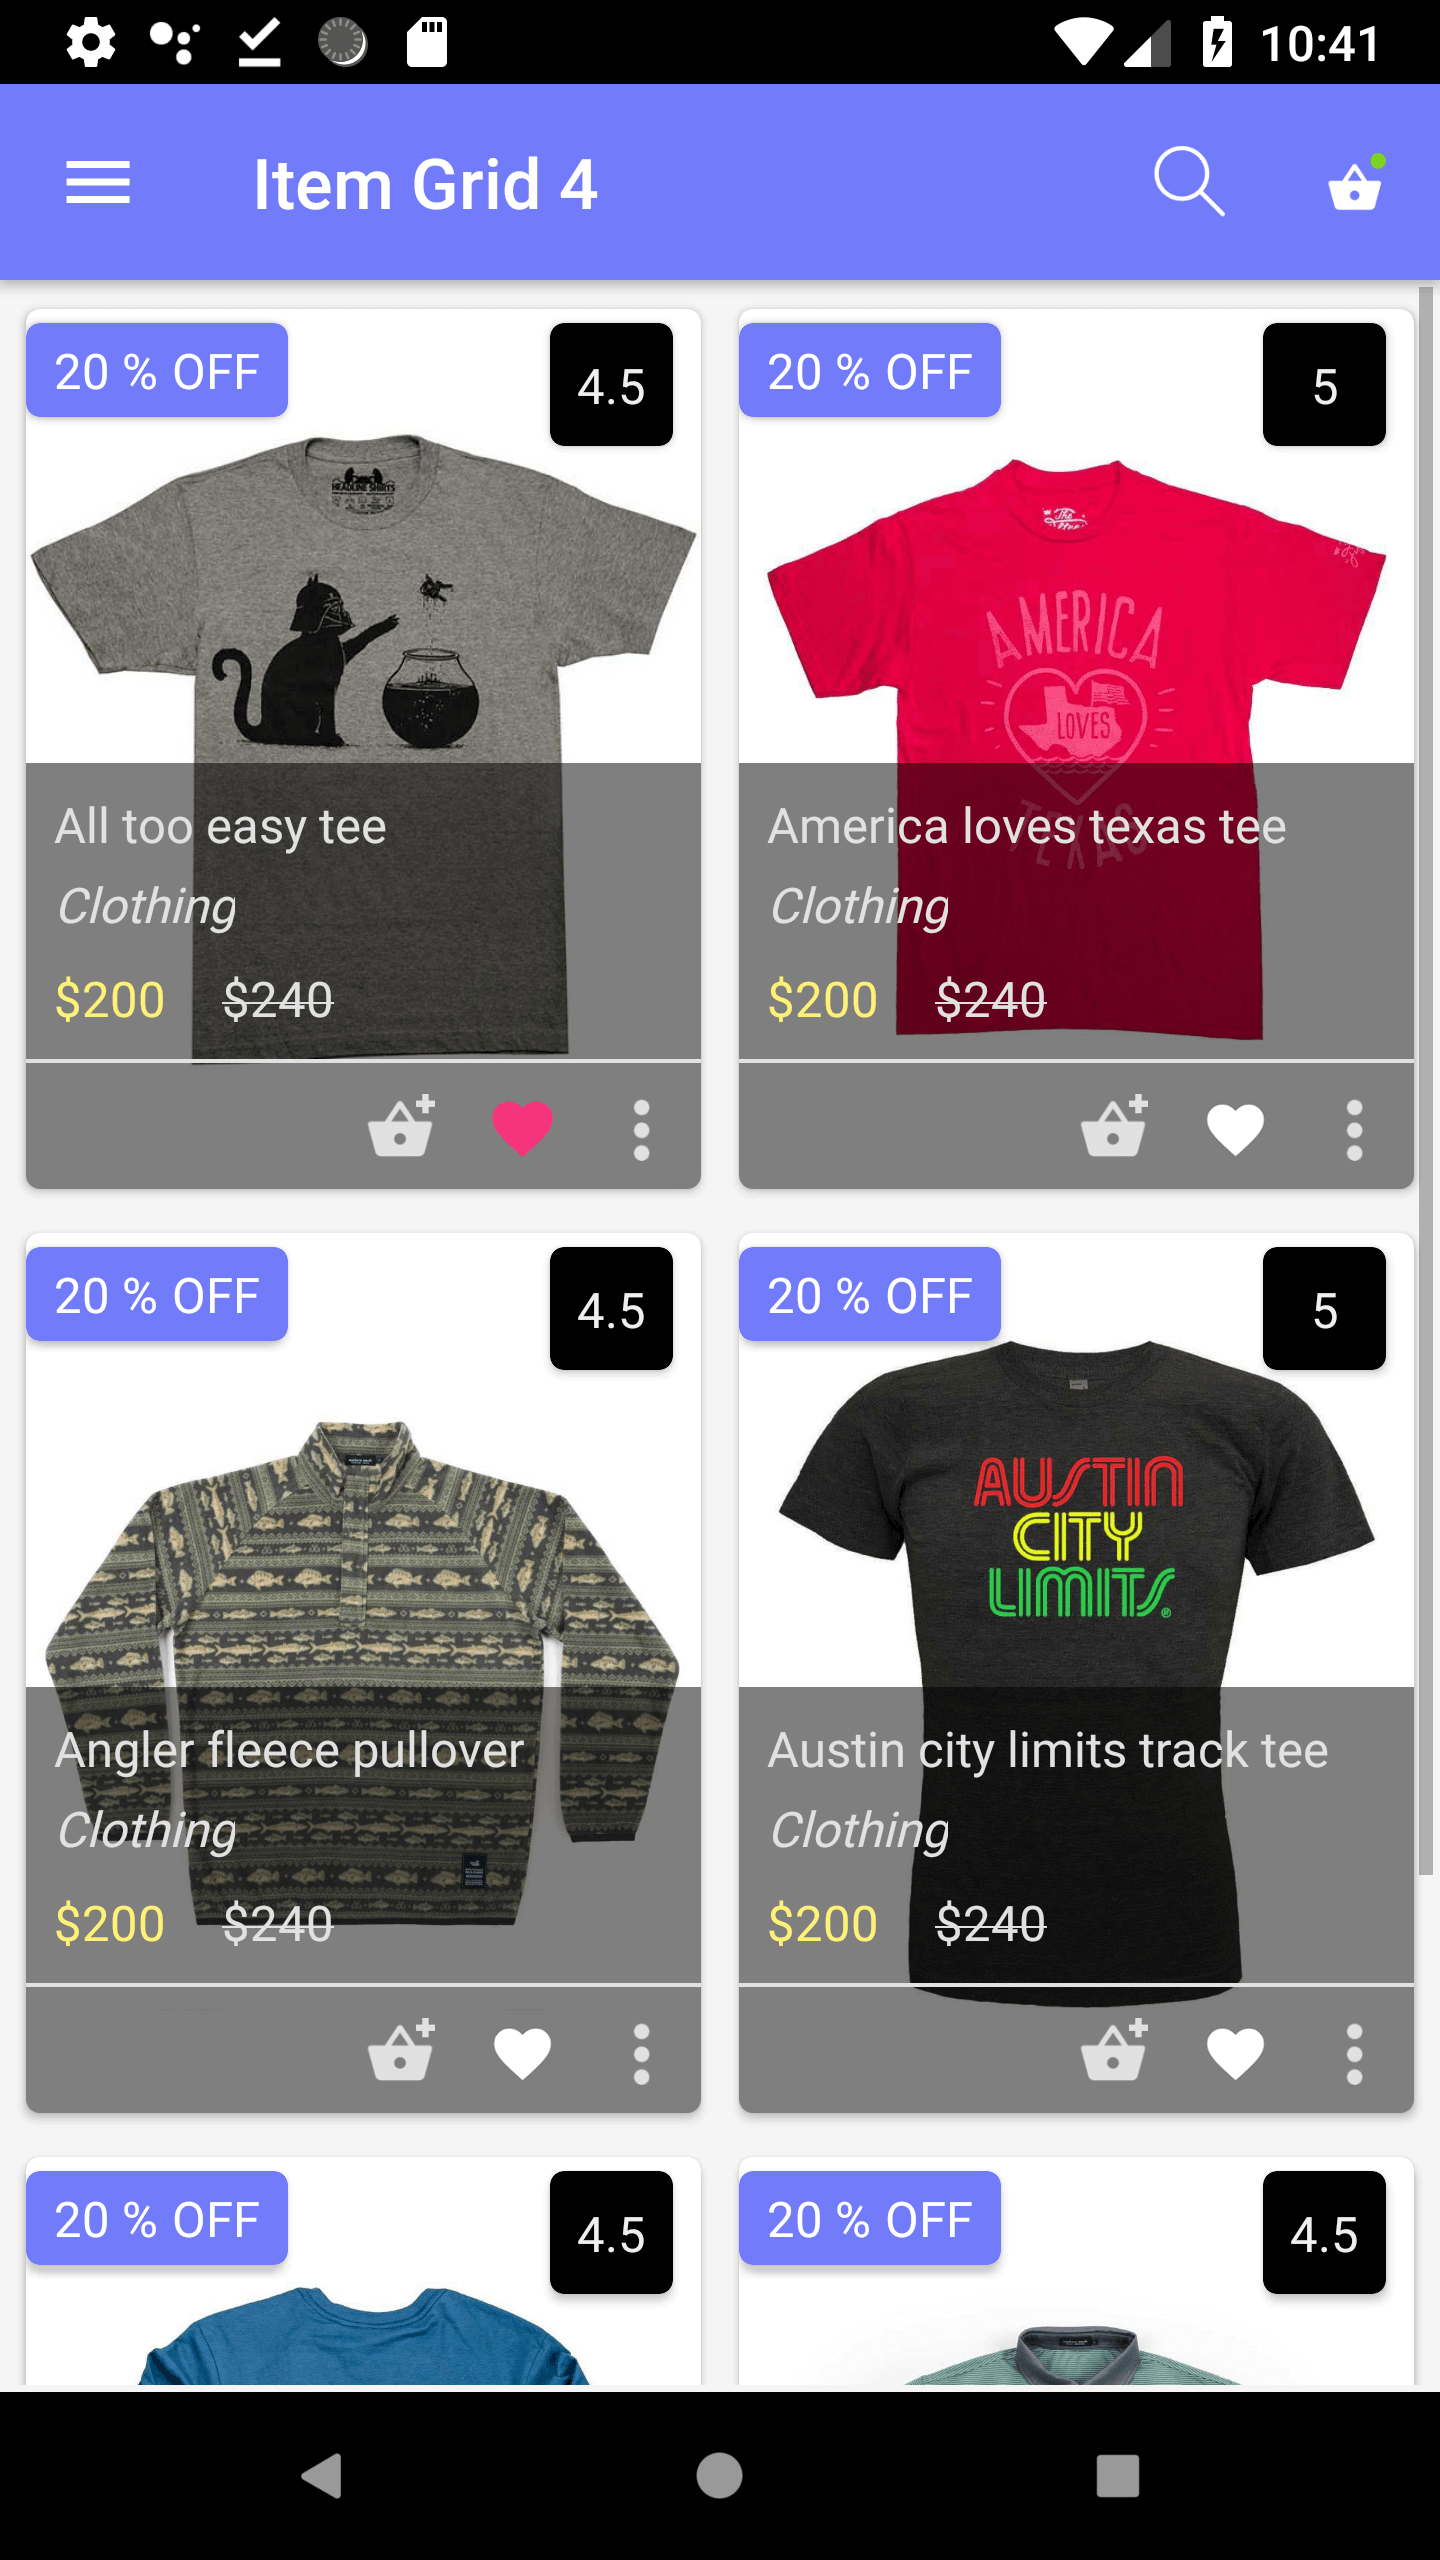 10:41
Item Grid 4
20 % OFF
4.5
20 % OFF
5
HEADLINE SHIRTS
The
AMERICA
LOVES
TEXAS
All too easy tee
Clothing
$200 $240
America loves texas tee
Clothing
$200 $240
20 % OFF
4.5
20 % OFF
5
AUSTIN
CITY
LIMITS®
Angler fleece pullover
Clothing
$200 $240
Austin city limits track tee
Clothing
$200 $240
20 % OFF
4.5
20 % OFF
4.5